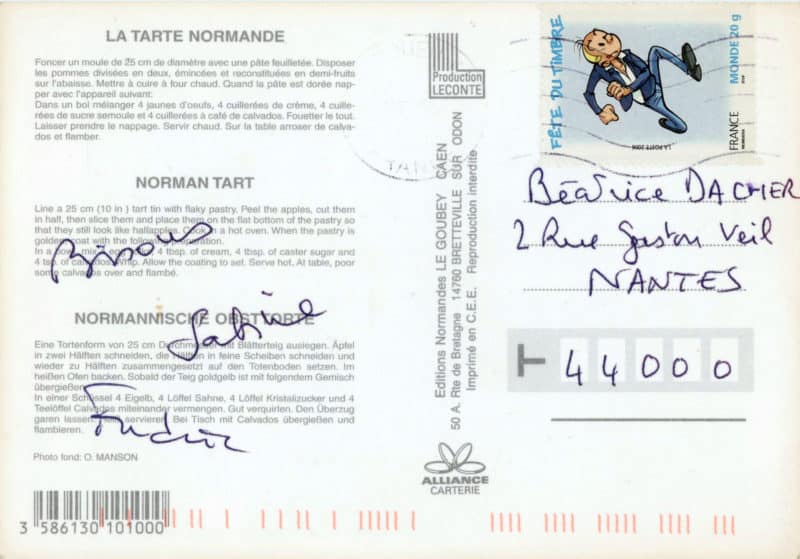 LA TARTE NORMANDE
Foncer un moule de 25 cm de diamètre avec une pâte feuilletée. Disposer
les pommes divisées en deux, émincées et reconstituées en demi-fruits
sur l'abaisse. Mettre à cuire à four chaud. Quand la pâte est dorée nap-
per avec l'appareil suivant:
Dans un bol mélanger 4 jaunes d'oeufs, 4 cuillerées de crème, 4 cuille-
rées de sucre semoule et 4 cuillerées à café de calvados. Fouetter le tout.
Laisser prendre le nappage. Servir chaud. Sur la table arroser de calva-
dos et flamber.
NORMAN TART
Line a 25 cm (10 in ) tart tin with flaky pastry. Peel the apples, cut them
in half, then slice them and place them on the flat bottom of the pastry so
that they still look like hallapples. Cook in a hot oven. When the pastry is
golden coat with the following preparation.
In a bowl mix 4 egg yolks, 4 tbsp. of cream, 4 tbsp. of caster sugar and
4 tsp. of calvados. Whip. Allow the coating to set. Serve hot. At table, poor
some calvados over and flambé.
Bisous
NORMANNISCHE OBSTTORTE
Sabine
Eine Tortenform von 25 cm Durchmesser mit Blätterteig auslegen. Äpfel
in zwei Hälften schneiden, die Hälften in feine Scheiben schneiden und
wieder zu Hälften zusammengesetzt auf den Totenboden setzen. Im
heißen Ofen backen. Sobald der Teig goldgelb ist mit folgendem Gemisch
übergießen
In einer Schüssel 4 Eigelb, 4 Löffel Sahne, 4 Löffel Kristalizucker und 4
Teelöffel Calvados miteinander vermengen. Gut verquirlen. Den Überzug
garen lassen. servieren. Bei Tisch mit Calvados übergießen und
flambieren.
Photo fond: O. MANSON
3 586130 101000
Production
LECONTE
Editions Normandes LE GOUBEY CAEN
50 A. Rte de Bretagne 14760 BRETTEVILLE SUR ODON
Imprimé en C.E.E. Reproduction interdite
ALLIANCE
CARTERIE
FÊTE DU TIMBRE
LA POSTE 2006
FRANCE
MONDE 20 g
Béatrice DACHER
2 Rue Gaston Veil
NANTES
44000